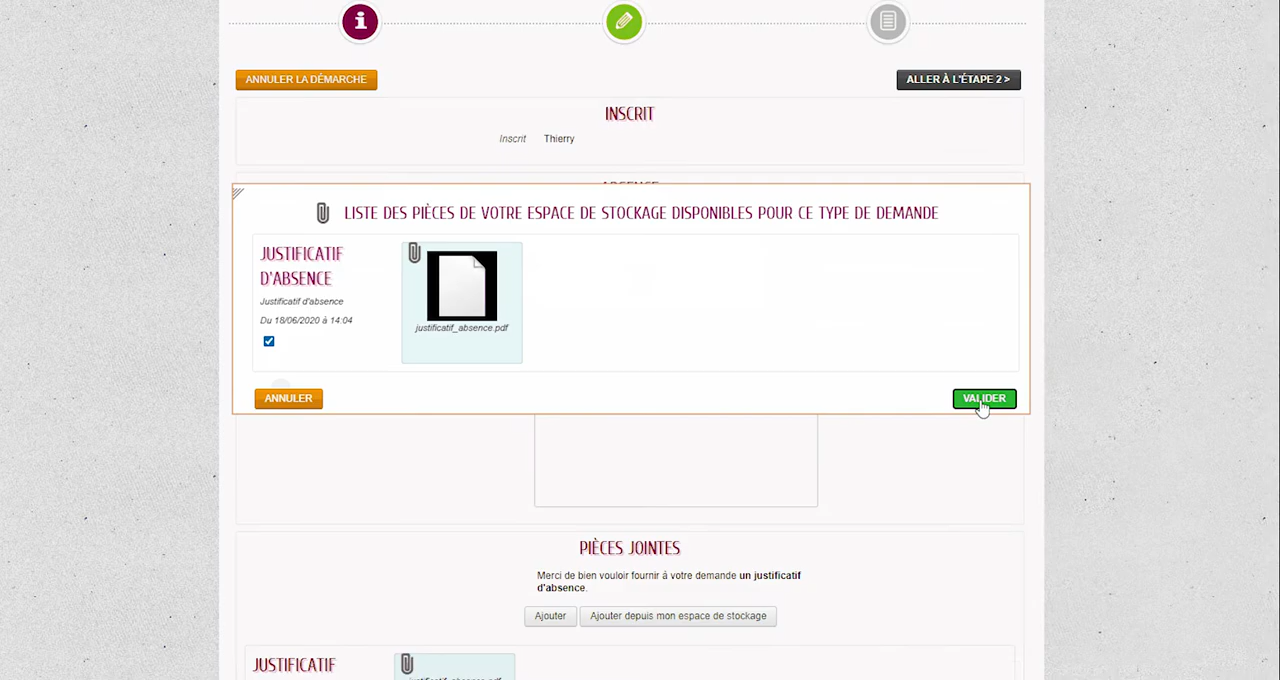 ANNULER LA DÉMARCHE
ALLER À L'ÉTAPE 2 >
INSCRIT
Inscrit Thierry
ABSENCE
LISTE DES PIÈCES DE VOTRE ESPACE DE STOCKAGE DISPONIBLES POUR CE TYPE DE DEMANDE
JUSTIFICATIF
D'ABSENCE
Justificatif d'absence
Du 18/06/2020 à 14:04
justificatif_absence.pdf
ANNULER
VALIDER
PIÈCES JOINTES
Merci de bien vouloir fournir à votre demande un justificatif
d'absence.
Ajouter
Ajouter depuis mon espace de stockage
JUSTIFICATIF
justificatif_absence.pdf